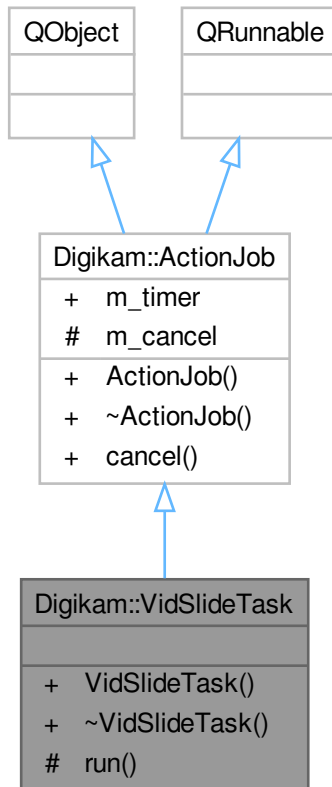 QObject
QRunnable
Digikam::ActionJob
+ m_timer
# m_cancel
+ ActionJob()
+ ~ActionJob()
+ cancel()
Digikam::VidSlideTask
+ VidSlideTask()
+ ~VidSlideTask()
# run()